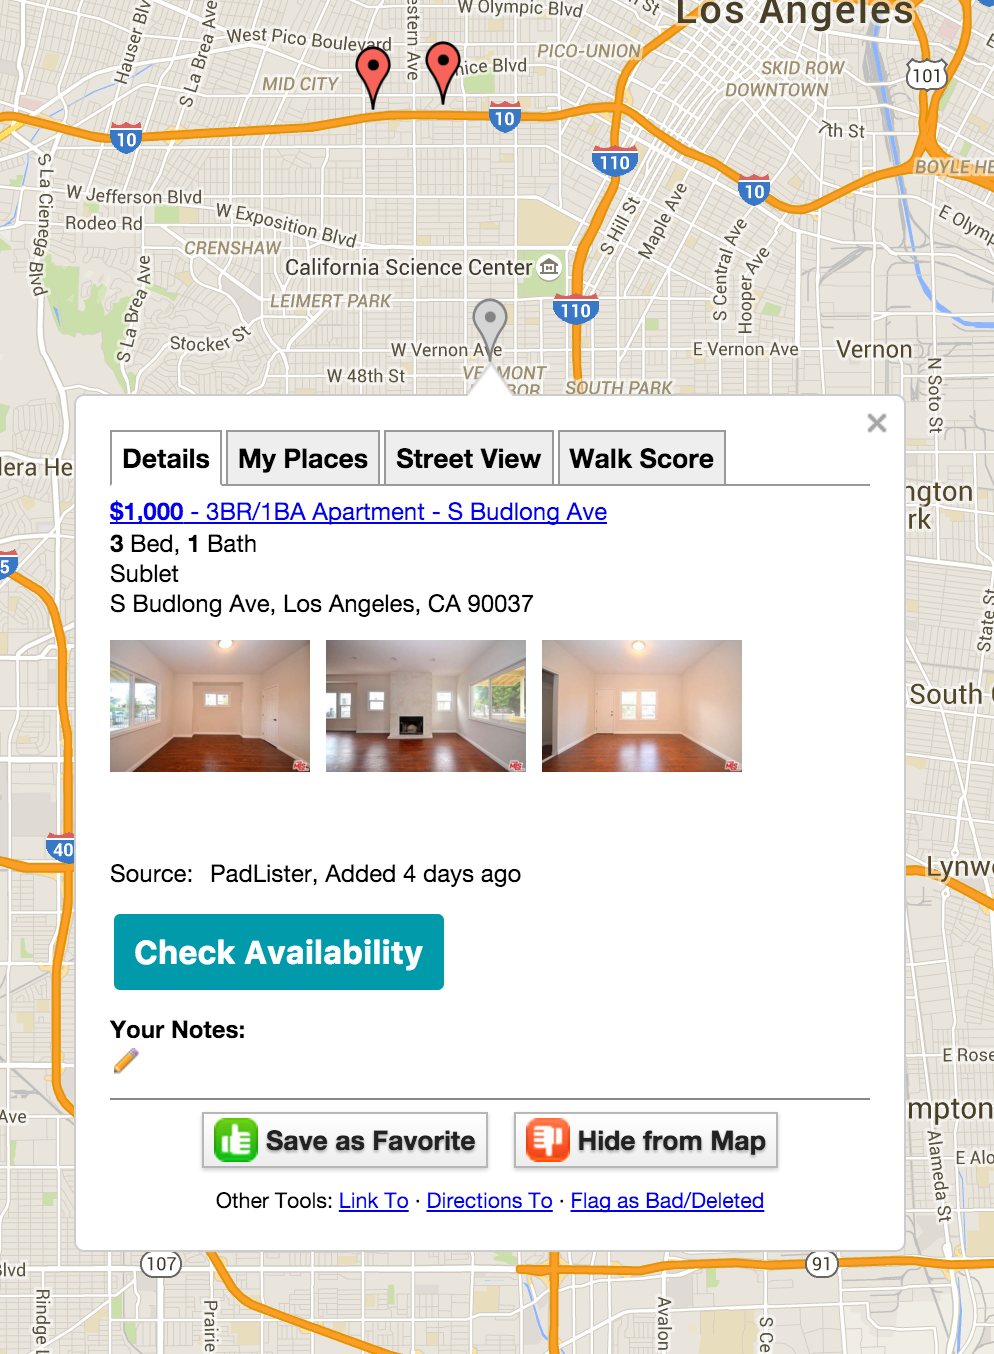 Los Angeles
W Olympic Blvd
Hauser Blv
S La Brea Ave
West Pico Boulevard
estern Ave
nice Blvd
PICO-UNION
MID CITY
SKID ROW
DOWNTOWN
101
10
10
7th St
110
10
BOYLE HE
S La Cienega Blvd
W Jefferson Blvd
Rodeo Rd
W Exposition Blvd
CRENSHAW
S Hill St
Maple Ave
E Olymp
California Science Center
S Central Ave
Hooper Ave
LEIMERT PARK
110
S La Brea Ave
Stocker St
W Vernon Ave
E Vernon Ave
Vernon
W 48th St
VERMONT
SOUTH PARK
N Soto St
Details
My Places
Street View
Walk Score
lera He
ngton
rk
$1,000 - 3BR/1BA Apartment - S Budlong Ave
3 Bed, 1 Bath
Sublet
S Budlong Ave, Los Angeles, CA 90037
5
State St
South
40
Lynw
Source: PadLister, Added 4 days ago
Check Availability
Your Notes:
E Rose
mpton
Ave
Save as Favorite
Hide from Map
Alameda St
E Alo
Other Tools: Link To · Directions To · Flag as Bad/Deleted
Blvd
107
91
Rindge L
Prairie
Avalon
S Ce